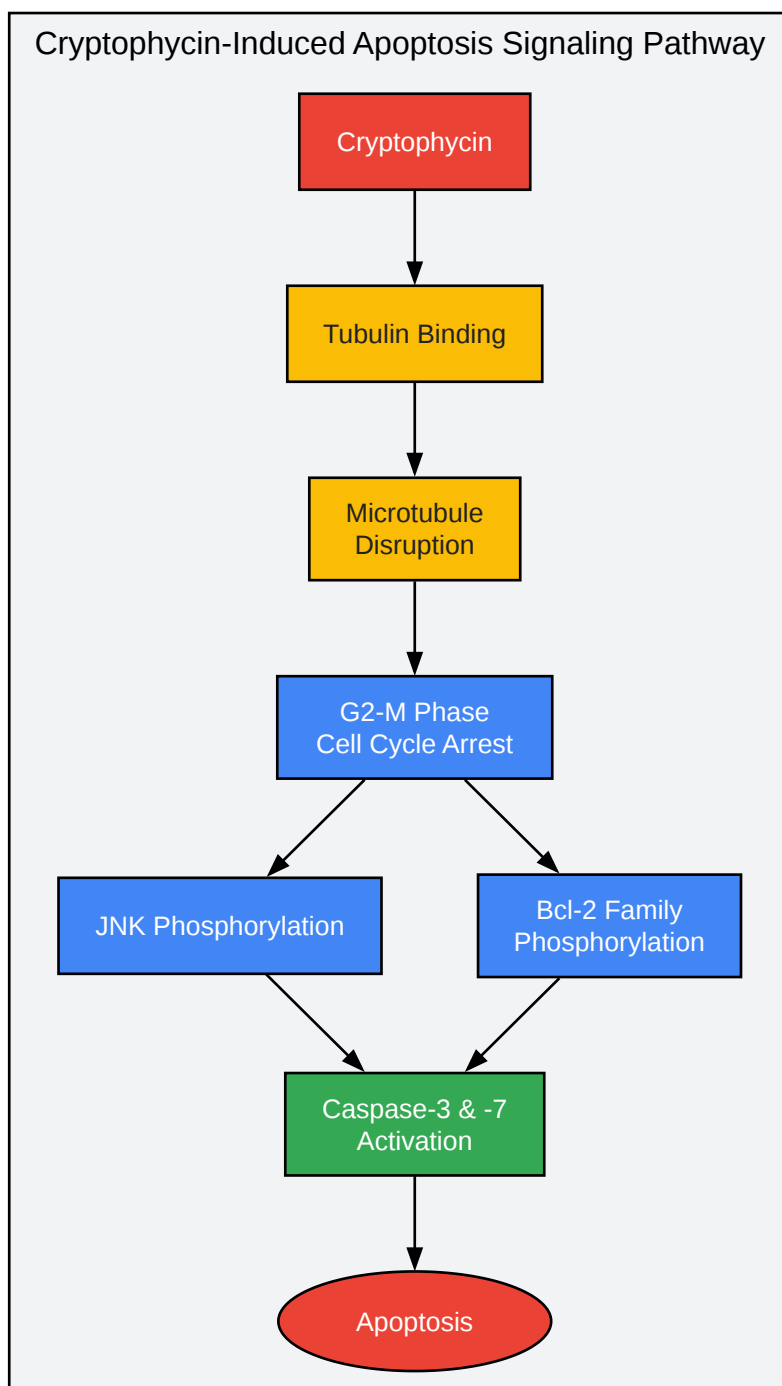 Cryptophycin-Induced Apoptosis Signaling Pathway
Cryptophycin
Tubulin Binding
Microtubule
Disruption
G2-M Phase
Cell Cycle Arrest
JNK Phosphorylation
Bcl-2 Family
Phosphorylation
Caspase-3 & -7
Activation
Apoptosis